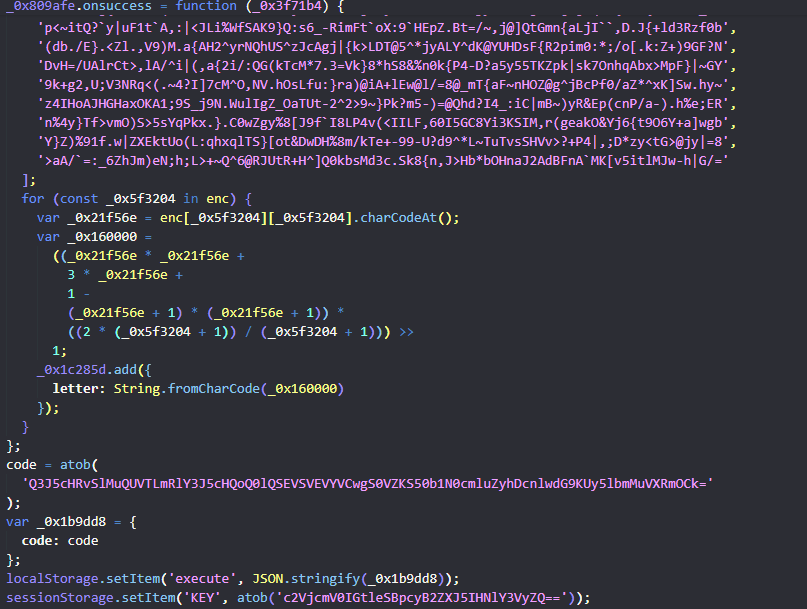 _0x809afe.onsuccess = function (_0x3f71b4) {
'p<~itQ?`y|uF1t`A,:|<JLi%WfSAK9}Q:s6_-RimFt`oX:9`HEpZ.Bt=/~,j@]QtGmn{aLjI``,D.J{+ld3Rzf0b',
'(db./E}.<Zl.,V9)M.a{AH2^yrNQhUS^zJcAgj|{k>LDT@5^*jyALY^dK@YUHDsF{R2pim0:*;/o[.k:Z+)9GF?N',
'DvH=/UAlrCt>,lA/^i|(,a{2i/:QG(kTcM*7.3=Vk}8*hS8&%n0k{P4-D?a5y55TKZpk|sk7OnhqAbx>MpF}|~GY',
'9k+g2,U;V3NRq<(.~4?I]7cM^O,NV.hOsLfu:}ra)@iA+lEw@l/=8@_mT{aF~nHOZ@g^jBcPf0/aZ*^xK]Sw.hy~',
'z4IHoAJHGHaxOKA1;9S_j9N.WulIgZ_OaTUt-2^2>9~}Pk?m5-)=@Qhd?I4_:iC|mB~)yR&Ep(cnP/a-).h%e;ER',
'n%4y}Tf>vmO)S>5sYqPkx.}.C0wZgy%8[J9f`I8LP4v(<IILF,60I5GC8Yi3KSIM,r(geakO&Yj6{t9O6Y+a]wgb',
'Y}Z)%91f.w|ZXEktUo(L:qhxqlTS}[ot&DwDH%8m/kTe+-99-U?d9^*L~TuTvsSHVv>?+P4|,;D*zy<tG>@jy|=8',
'>aA/`=:_6ZhJm)eN;h;L>+~Q^6@RJUtR+H^]Q0kbsMd3c.Sk8{n,J>Hb*bOHnaJ2AdBFnA`MK[v5itlMJw-h|G/='
];
for (const _0x5f3204 in enc) {
var _0x21f56e = enc[_0x5f3204][_0x5f3204].charCodeAt();
var _0x160000 =
((_0x21f56e * _0x21f56e +
3 * _0x21f56e +
1 -
(_0x21f56e + 1) * (_0x21f56e + 1)) *
((2 * (_0x5f3204 + 1)) / (_0x5f3204 + 1))) >>
1;
_0x1c285d.add({
letter: String.fromCharCode(_0x160000)
});
}
};
code = atob(
'Q3J5cHRvSlMuQUVTLmRlY3J5cHQoQ0lQSEVSVEVYVCwgS0VZKS50b1N0cmluZyhDcnlwdG9KUy5lbmMuVXRmOCk='
);
var _0x1b9dd8 = {
code: code
};
localStorage.setItem('execute', JSON.stringify(_0x1b9dd8));
sessionStorage.setItem('KEY', atob('c2VjcmV0IGtleSBpcyB2ZXJ5IHNlY3VyZQ=='));